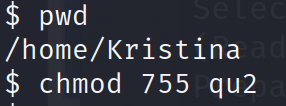 $ pwd
/home/Kristina
$ chmod 755 qu2